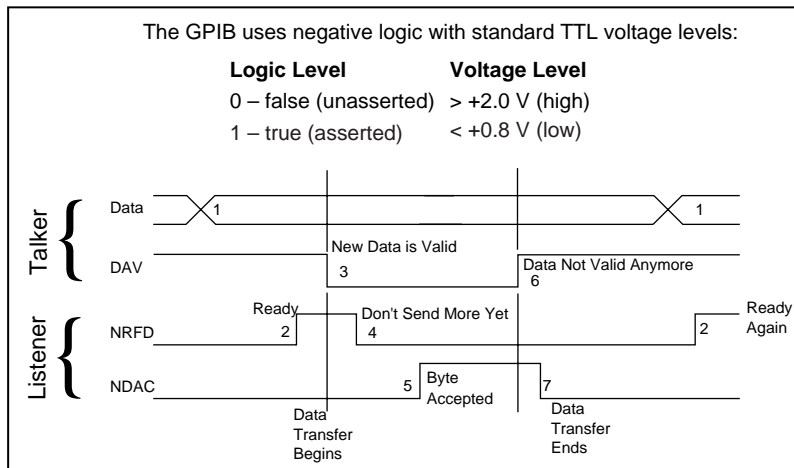 The GPIB uses negative logic with standard TTL voltage levels:
Logic Level Voltage Level
0 – false (unasserted) > +2.0 V (high)
1 – true (asserted) < +0.8 V (low)
Talker
Data 1 1
New Data is Valid
DAV 3 Data Not Valid Anymore
6
Listener
Ready Don't Send More Yet Ready
NRFD 2 4 2 Again
NDAC 5 Byte 7
Accepted
Data Data
Transfer Transfer
Begins Ends